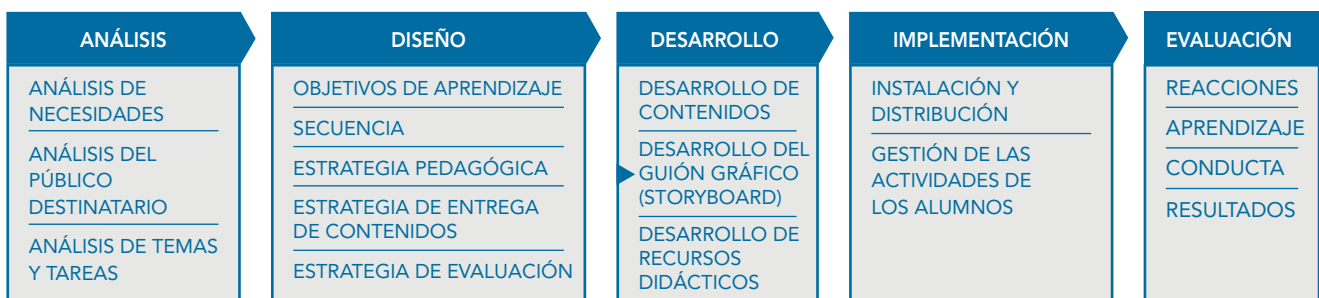 ANÁLISIS
ANÁLISIS DE
NECESIDADES
ANÁLISIS DEL
PÚBLICO
DESTINATARIO
ANÁLISIS DE TEMAS
Y TAREAS
DISEÑO
OBJETIVOS DE APRENDIZAJE
SECUENCIA
ESTRATEGIA PEDAGÓGICA
ESTRATEGIA DE ENTREGA
DE CONTENIDOS
ESTRATEGIA DE EVALUACIÓN
DESARROLLO
DESARROLLO DE
CONTENIDOS
DESARROLLO DEL
GUIÓN GRÁFICO
(STORYBOARD)
DESARROLLO DE
RECURSOS
DIDÁCTICOS
IMPLEMENTACIÓN
INSTALACIÓN Y
DISTRIBUCIÓN
GESTIÓN DE LAS
ACTIVIDADES DE
LOS ALUMNOS
EVALUACIÓN
REACCIONES
APRENDIZAJE
CONDUCTA
RESULTADOS